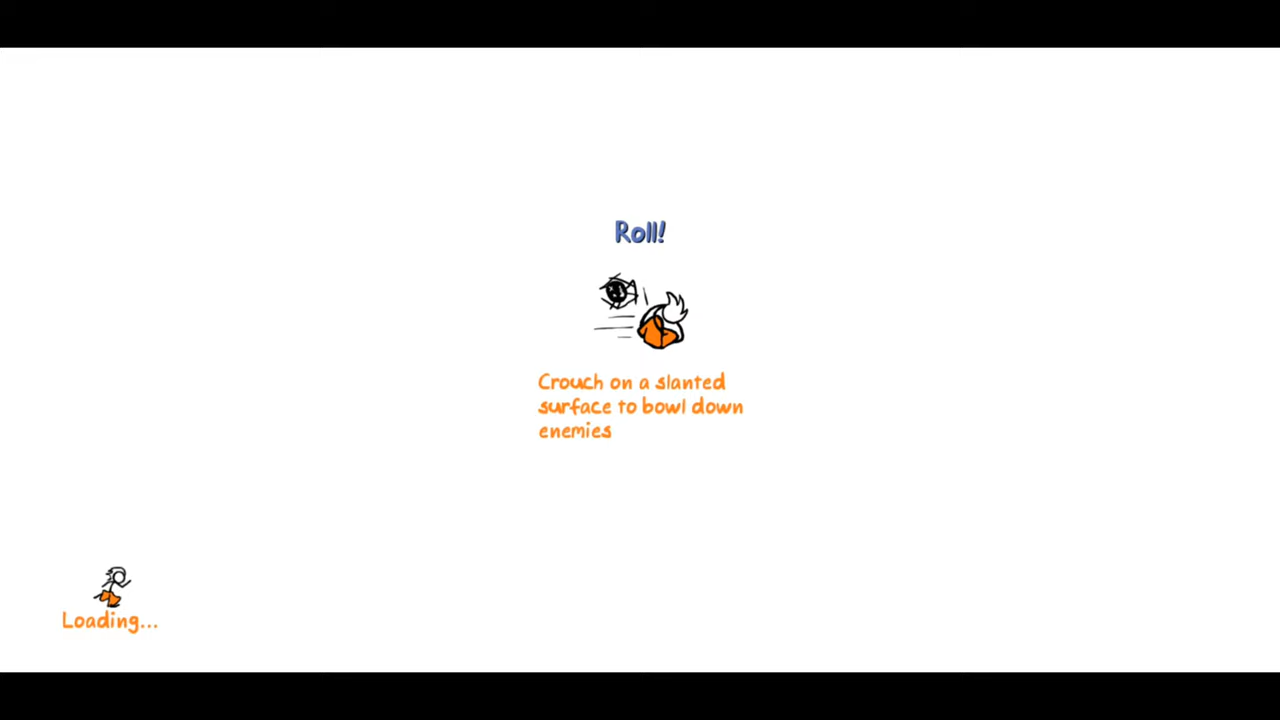 Roll!
Crouch on a slanted
surface to bowl down
enemies
Loading...